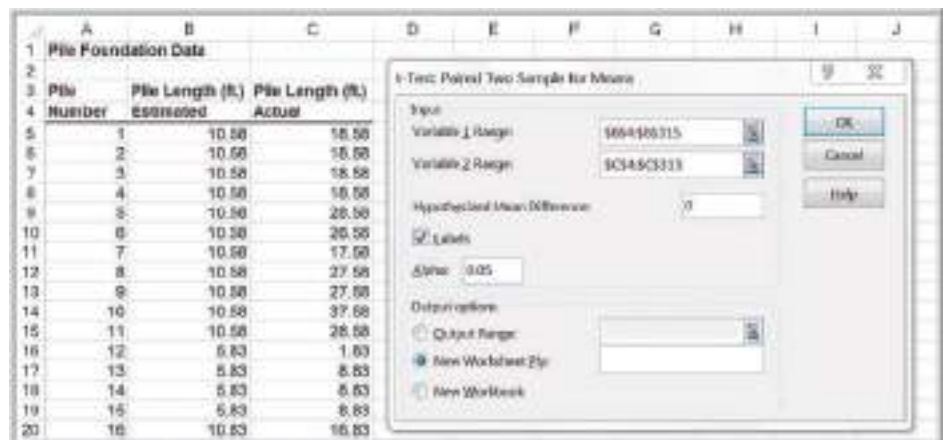 A B C D E F G H I J
1 Pile Foundation Data
2
3 Pile Pile Length (ft.) Pile Length (ft.)
4 Number Estimated Actual
5 1 10.58 18.58
6 2 10.58 18.58
7 3 10.58 18.58
8 4 10.58 18.58
9 5 10.58 28.58
10 6 10.58 26.58
11 7 10.58 17.58
12 8 10.58 27.58
13 9 10.58 27.58
14 10 10.58 37.58
15 11 10.58 28.58
16 12 5.83 1.83
17 13 5.83 8.83
18 14 5.83 8.83
19 15 5.83 8.83
20 16 10.83 16.83
t-Test: Paired Two Sample for Means
Input
Variable 1 Range:
Variable 2 Range:
Hypothesized Mean Difference: 0
Labels
Alpha: 0.05
Output options
Output Range:
New Worksheet Ply:
New Workbook
OK
Cancel
Help